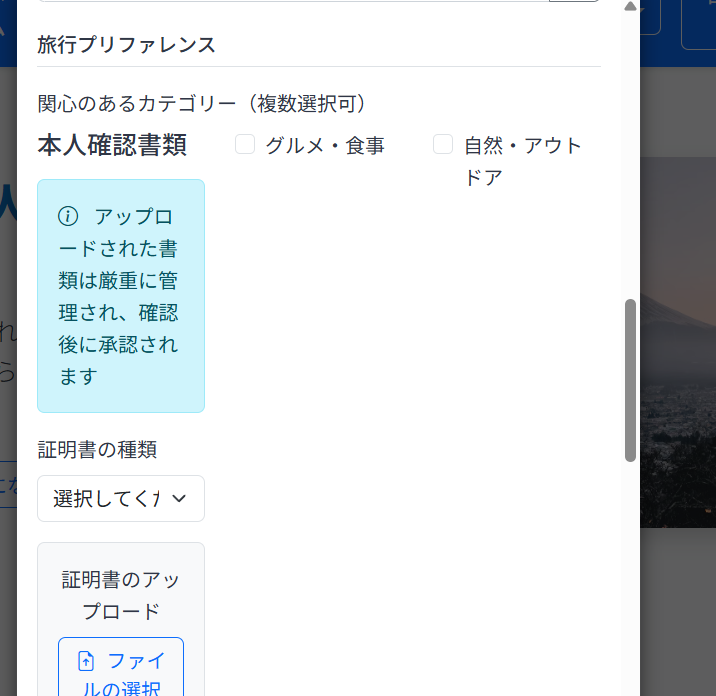 旅行プリファレンス
関心のあるカテゴリー（複数選択可）
本人確認書類
グルメ・食事
自然・アウト
ドア
アップロ
ードされた書
類は厳重に管
理され、確認
後に承認され
ます
証明書の種類
選択してく
証明書のアッ
プロード
ファイ
ルの選択